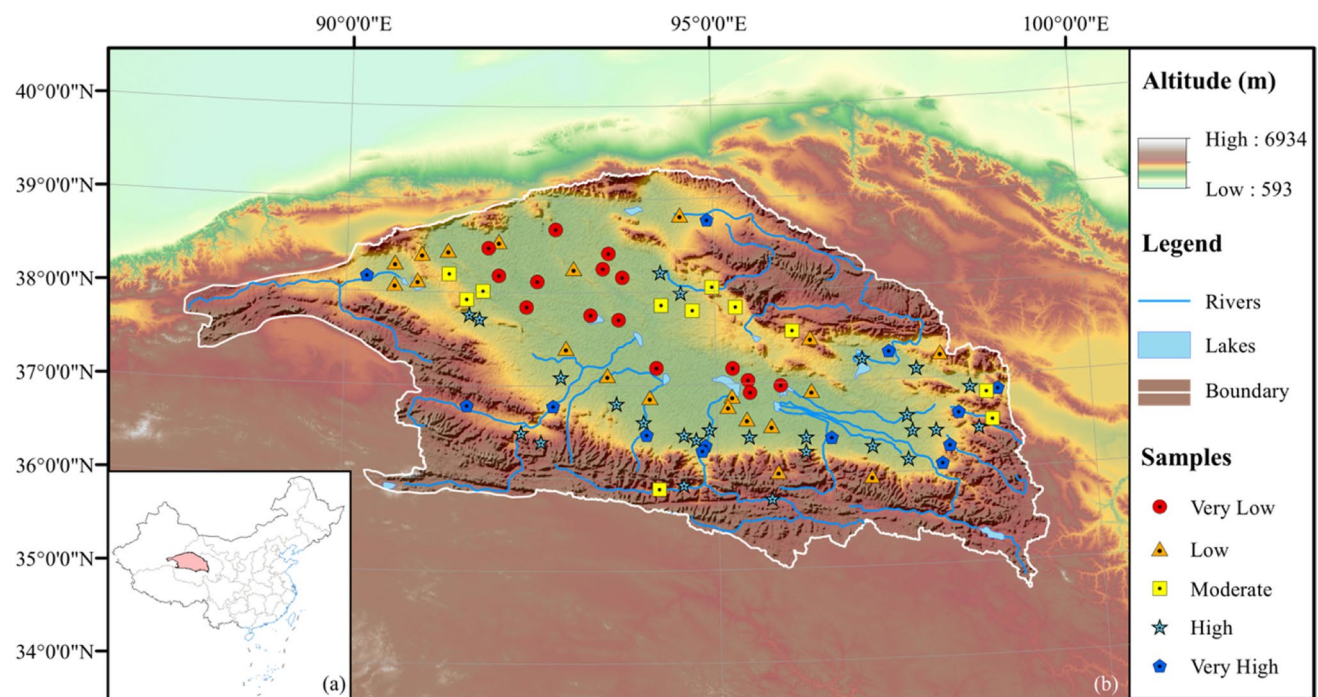 90°0'0"E 95°0'0"E 100°0'0"E
40°0'0"N
39°0'0"N
38°0'0"N
37°0'0"N
36°0'0"N
35°0'0"N
34°0'0"N
(a)
(b)
Altitude (m)
High : 6934
Low : 593
Legend
Rivers
Lakes
Boundary
Samples
Very Low
Low
Moderate
High
Very High